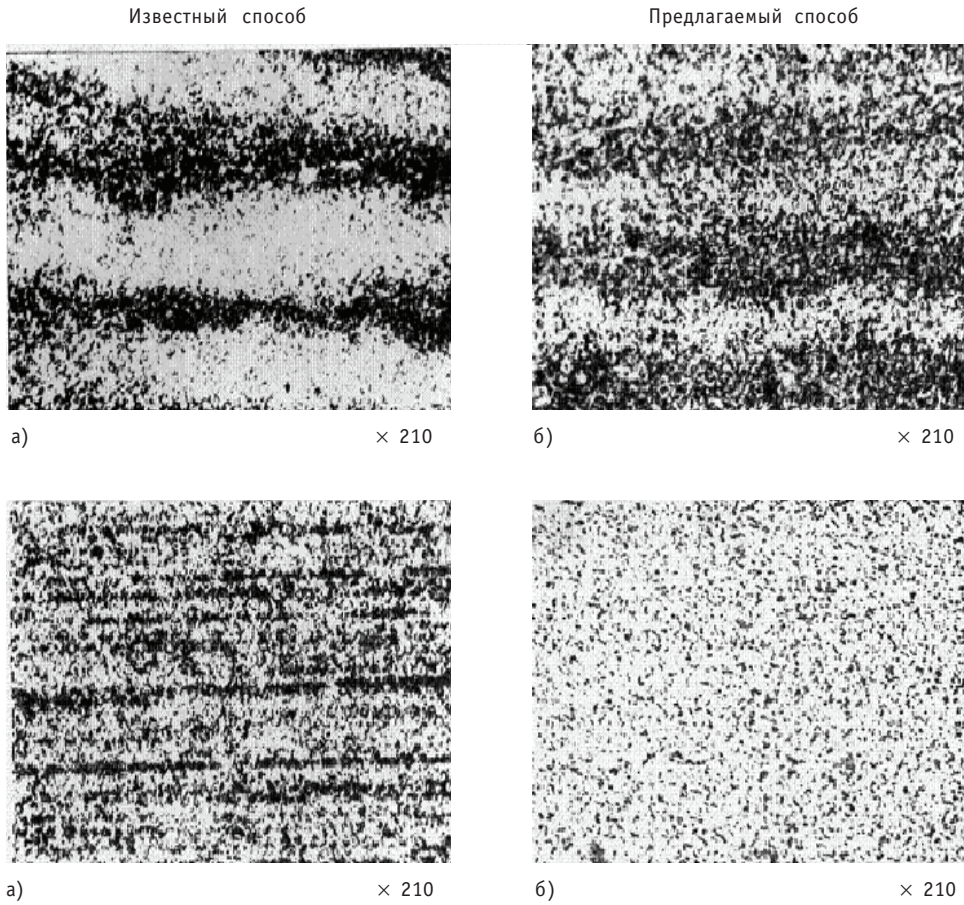 Известный способ Предлагаемый способ
а) × 210 б) × 210
а) × 210 б) × 210